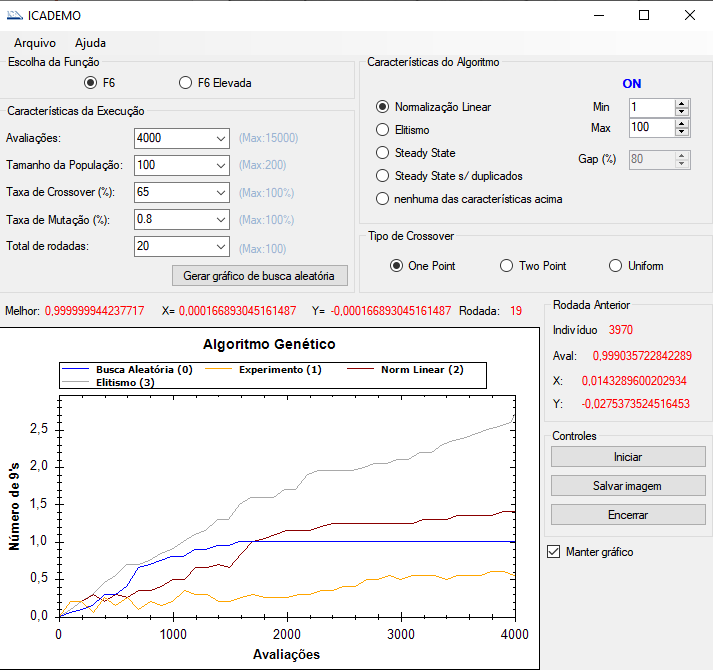 ICADEMO
Arquivo Ajuda
Escolha da Função
F6 F6 Elevada
Características da Execução
Avaliações: 4000 (Max:15000)
Tamanho da População: 100 (Max:200)
Taxa de Crossover (%): 65 (Max:100%)
Taxa de Mutação (%): 0.8 (Max:100%)
Total de rodadas: 20 (Max:100)
Gerar gráfico de busca aleatória
Características do Algoritmo
ON
Normalização Linear Min 1
Elitismo Max 100
Steady State Gap (%) 80
Steady State s/ duplicados
nenhuma das características acima
Tipo de Crossover
One Point Two Point Uniform
Melhor: 0,999999944237717 X= 0,000166893045161487 Y= -0,000166893045161487 Rodada: 19
Algoritmo Genético
Busca Aleatória (0) Experimento (1) Norm Linear (2)
Elitismo (3)
Número de 9's
2,5
2,0
1,5
1,0
0,5
0,0
0 1000 2000 3000 4000
Avaliações
Rodada Anterior
Indivíduo 3970
Aval: 0,999035722842289
X: 0,0143289600202934
Y: -0,0275373524516453
Controles
Iniciar
Salvar imagem
Encerrar
Manter gráfico